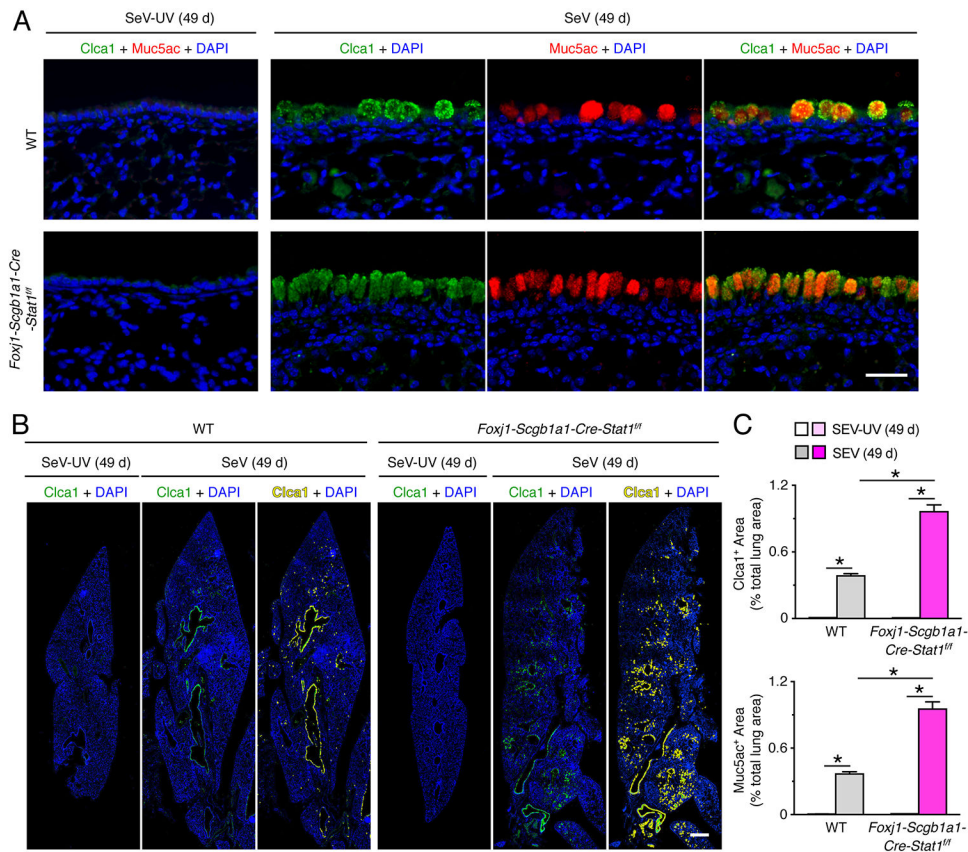 A
SeV-UV (49 d)
SeV (49 d)
Clca1 + Muc5ac + DAPI
Clca1 + DAPI
Muc5ac + DAPI
Clca1 + Muc5ac + DAPI
WT
Foxj1-Scgb1a1-Cre
-Stat1f/f
B
WT
Foxj1-Scgb1a1-Cre-Stat1f/f
SeV-UV (49 d)
SeV (49 d)
SeV-UV (49 d)
SeV (49 d)
Clca1 + DAPI
Clca1 + DAPI
Clca1 + DAPI
Clca1 + DAPI
Clca1 + DAPI
Clca1 + DAPI
C
SEV-UV (49 d)
SEV (49 d)
Clca1+ Area
(% total lung area)
1.2
0.6
0
*
*
*
WT
Foxj1-Scgb1a1-
Cre-Stat1f/f
Muc5ac+ Area
(% total lung area)
1.2
0.6
0
*
*
*
WT
Foxj1-Scgb1a1-
Cre-Stat1f/f